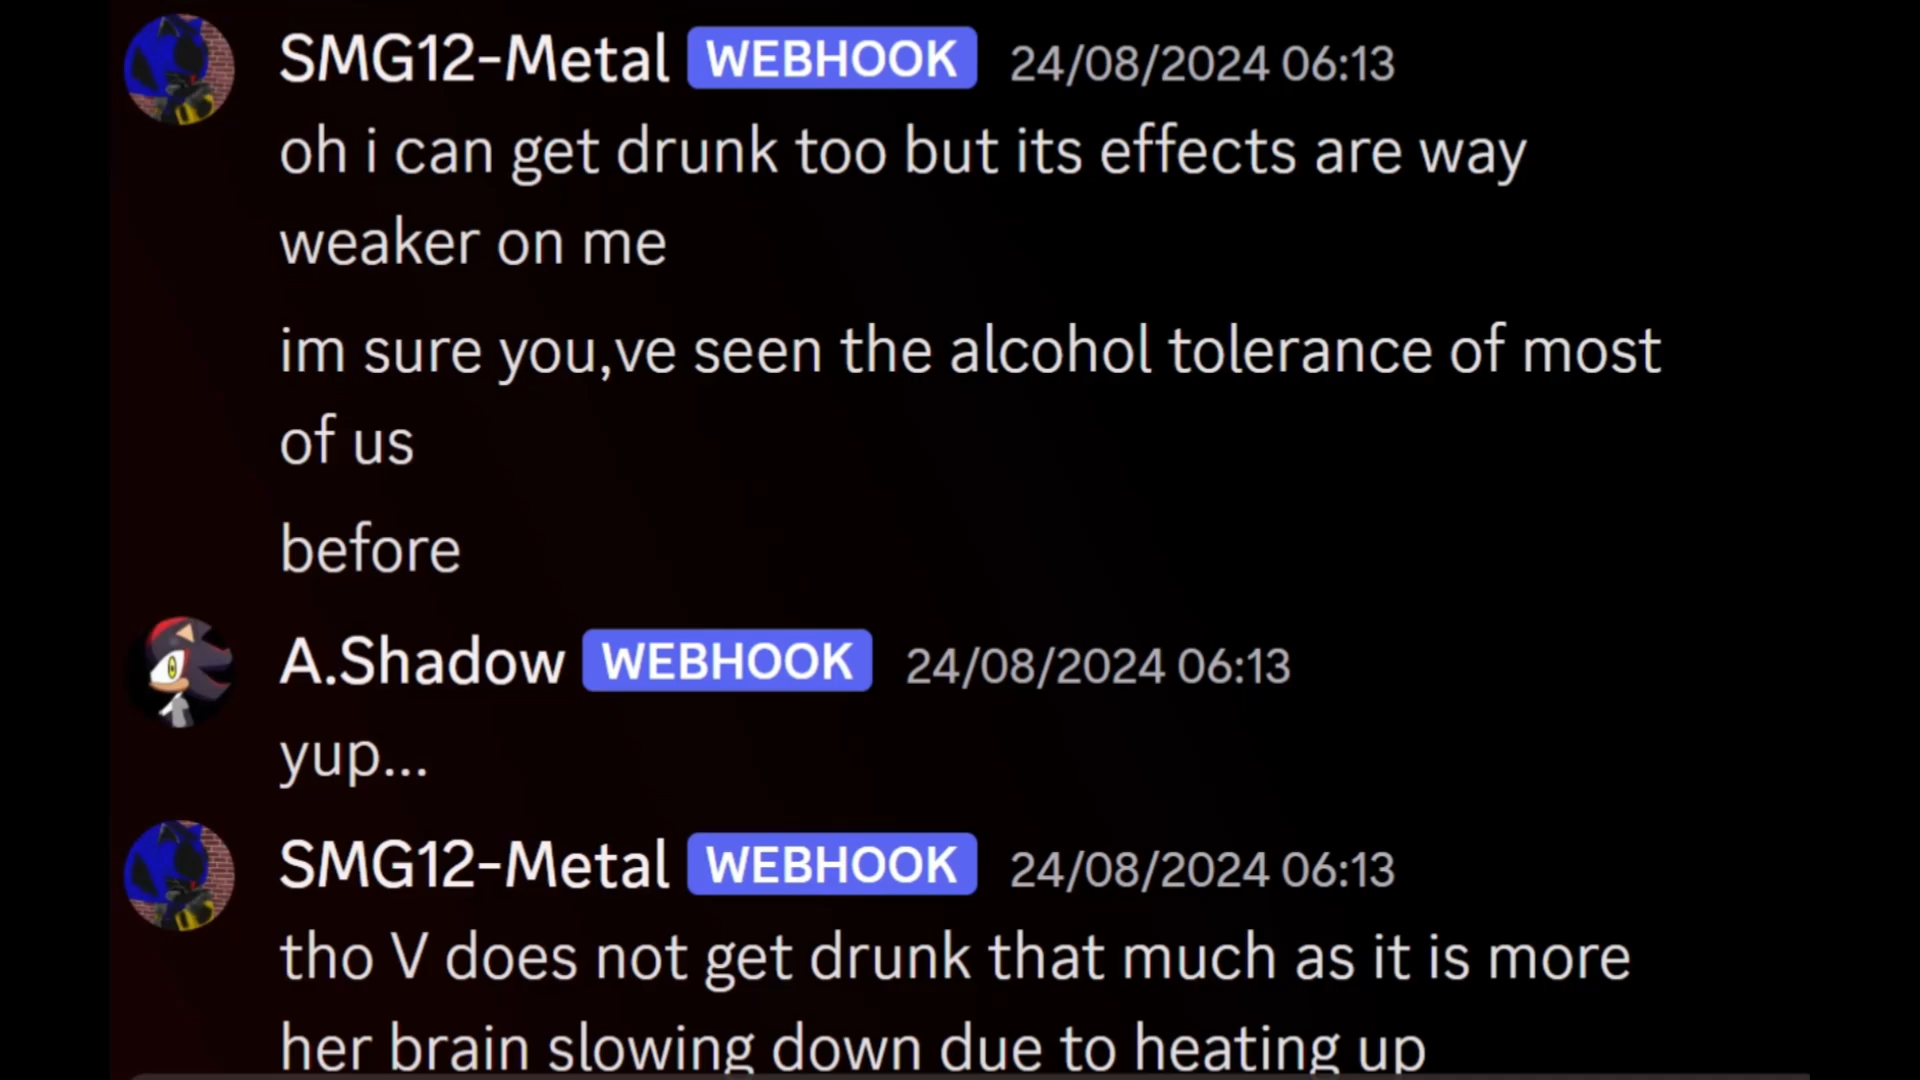 SMG12-Metal WEBHOOK 24/08/2024 06:13
oh i can get drunk too but its effects are way
weaker on me
im sure you,ve seen the alcohol tolerance of most
of us
before
A.Shadow WEBHOOK 24/08/2024 06:13
yup...
SMG12-Metal WEBHOOK 24/08/2024 06:13
tho V does not get drunk that much as it is more
her brain slowing down due to heating up